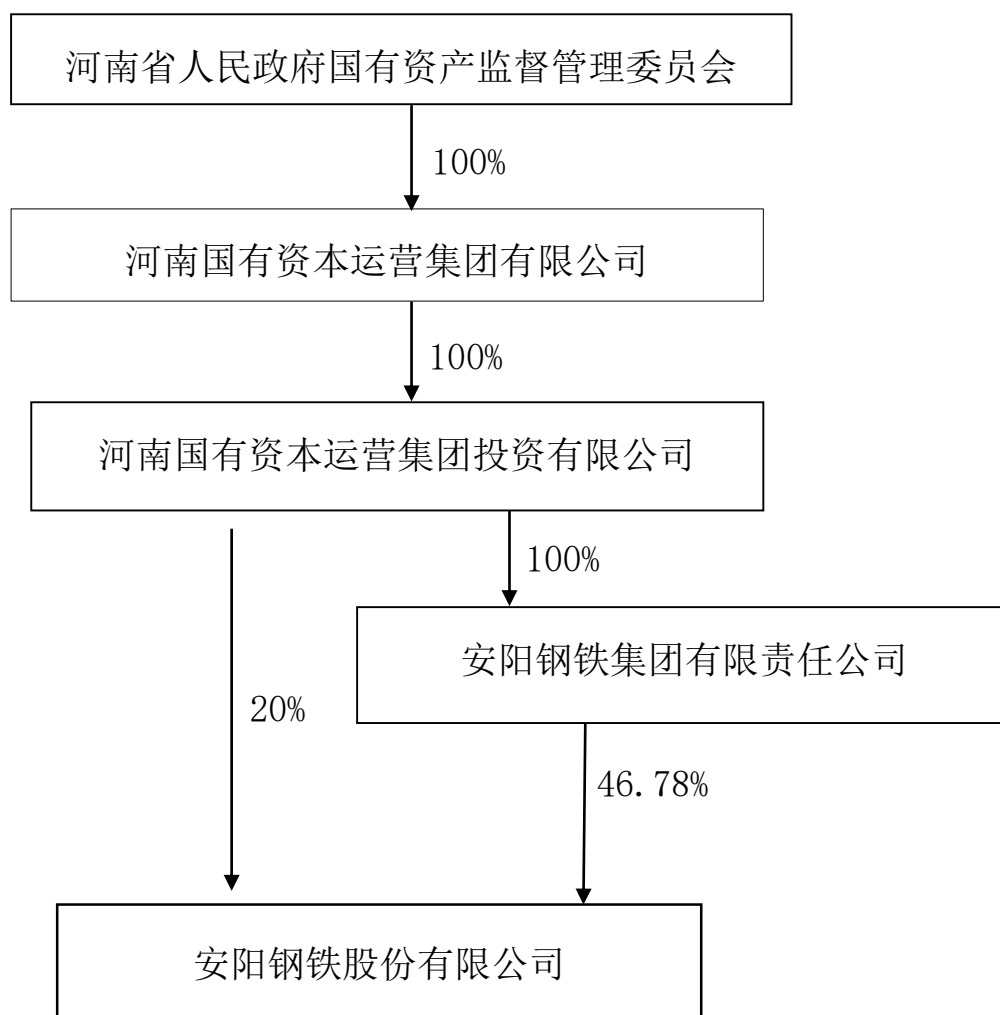 河南省人民政府国有资产监督管理委员会
100%
河南国有资本运营集团有限公司
100%
河南国有资本运营集团投资有限公司
100%
安阳钢铁集团有限责任公司
20%
46.78%
安阳钢铁股份有限公司